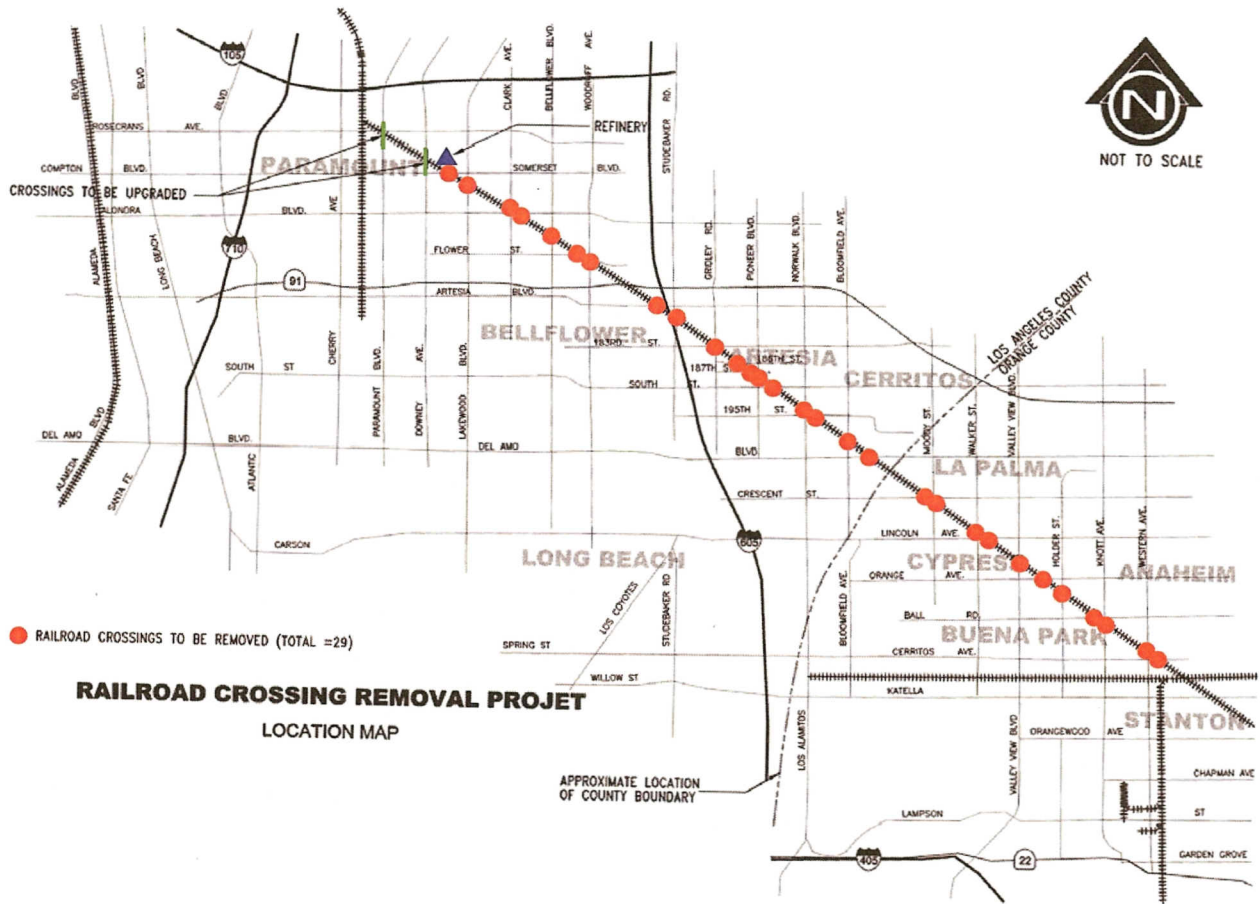 105
BLVD
BLVD
BLVD.
AVE.
CLARK
BELLFLOWER BLVD.
WOODRUFF AVE.
STUDEBAKER RD.
N
NOT TO SCALE
ROSECRANS AVE.
REFINERY
COMPTON BLVD.
PARAMOUNT
SOMERSET BLVD.
CROSSINGS TO BE UPGRADED
ALONDRA BLVD.
AVE
710
ALAMEDA
LONG BEACH
FLOWER ST.
GRIDLEY RD.
PIONEER BLVD.
NORWALK BLVD.
BLOOMFIELD AVE.
91
ARTESIA BLVD.
LOS ANGELES COUNTY
ORANGE COUNTY
BELLFLOWER
183RD ST.
CHERRY
PARAMOUNT BLVD.
DOWNEY AVE.
LAKEWOOD BLVD.
ARTESIA
187TH ST.
188TH ST.
CERRITOS
SOUTH ST
SOUTH ST.
195TH ST.
MOODY ST.
WALKER ST.
VALLEY VIEW BLVD.
DEL AMO BLVD.
DEL AMO BLVD.
ALAMEDA BLVD
SANTA FE.
ATLANTIC
LA PALMA
CRESCENT ST.
HOLDER ST.
KNOTT AVE.
WESTERN AVE.
CARSON
LONG BEACH
605
LINCOLN AVE.
CYPRESS
ORANGE AVE.
ANAHEIM
LOS COYOTES
STUDEBAKER RD
BLOOMFIELD AVE.
BALL RD.
BUENA PARK
RAILROAD CROSSINGS TO BE REMOVED (TOTAL =29)
SPRING ST
CERRITOS AVE.
WILLOW ST
KATELLA
RAILROAD CROSSING REMOVAL PROJET
LOCATION MAP
STANTON
LOS ALAMITOS
VALLEY VIEW BLVD
ORANGEWOOD AVE
APPROXIMATE LOCATION
OF COUNTY BOUNDARY
CHAPMAN AVE
LAMPSON ST
405
22
GARDEN GROVE